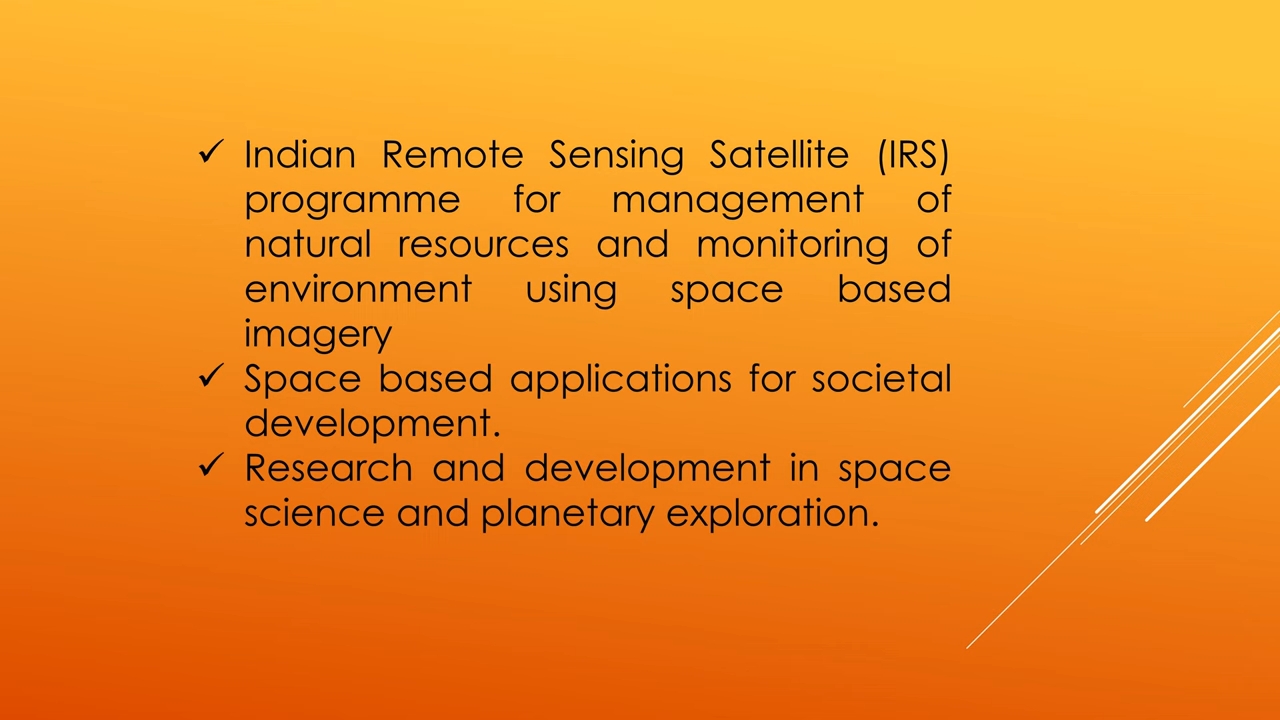 ✓ Indian Remote Sensing Satellite (IRS)
programme for management of
natural resources and monitoring of
environment using space based
imagery
✓ Space based applications for societal
development.
✓ Research and development in space
science and planetary exploration.